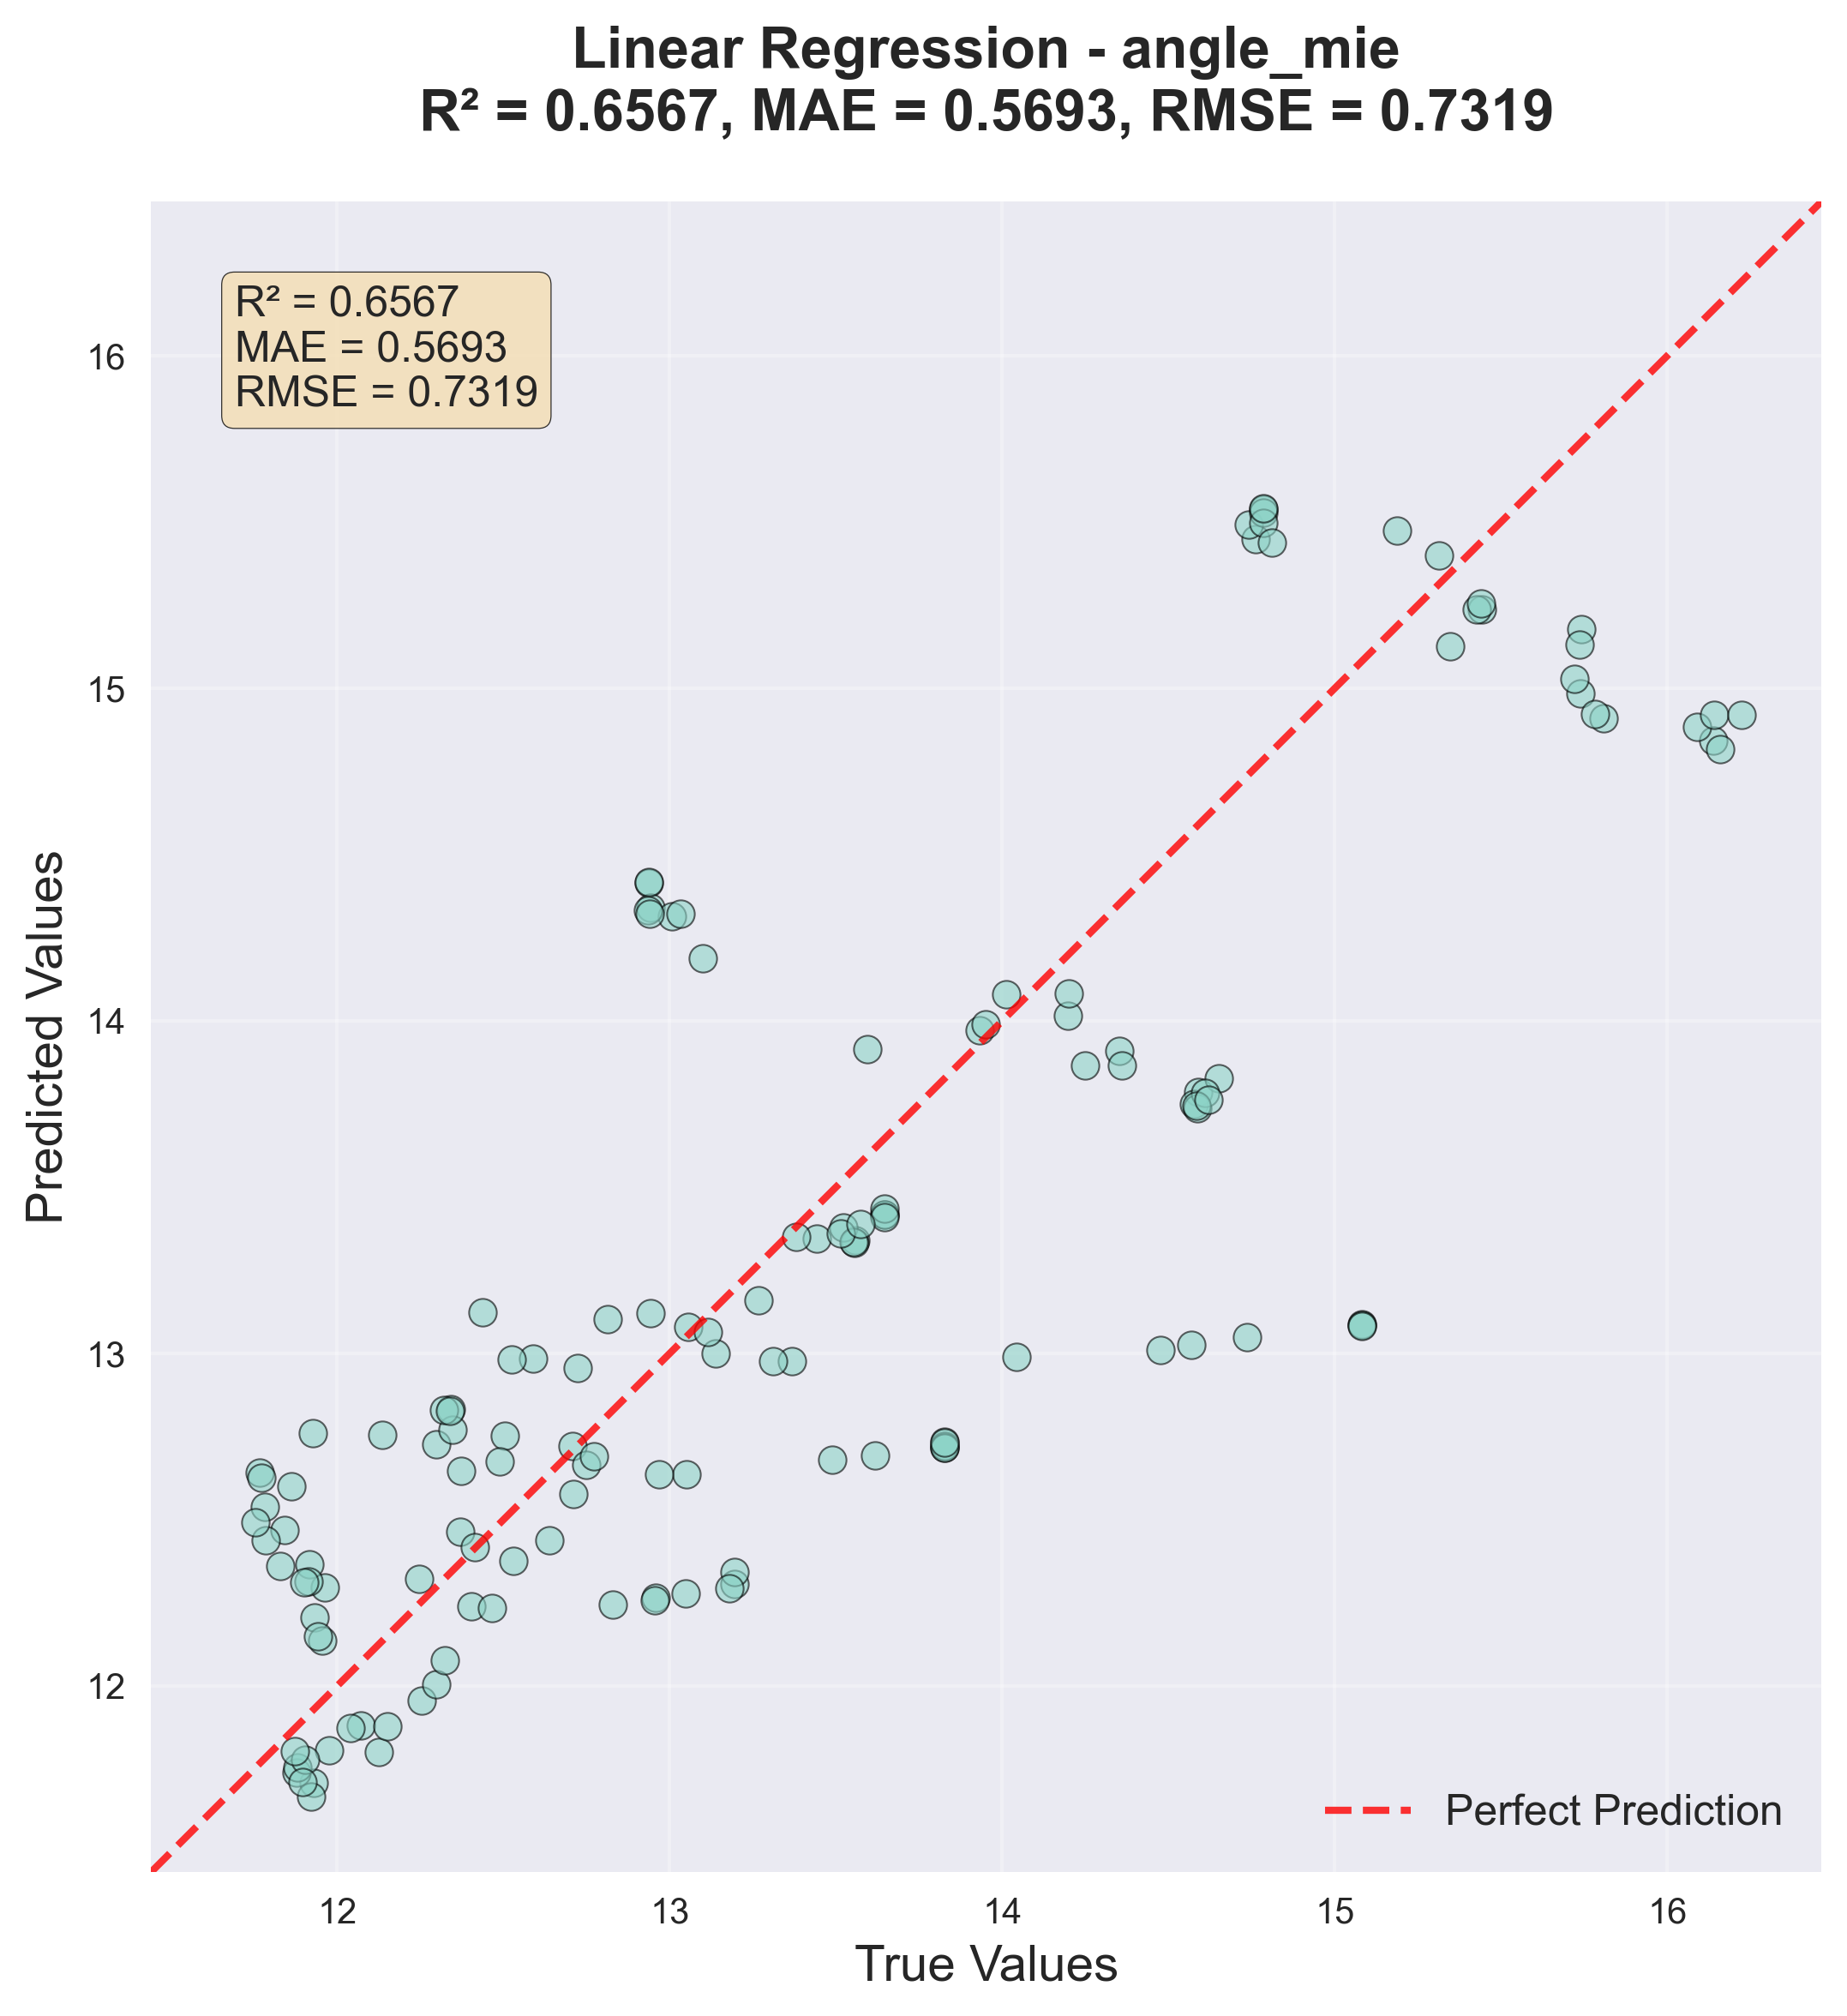 Linear Regression - angle_mie
R² = 0.6567, MAE = 0.5693, RMSE = 0.7319
R² = 0.6567
MAE = 0.5693
RMSE = 0.7319
16
15
14
13
12
Predicted Values
Perfect Prediction
12 13 14 15 16
True Values